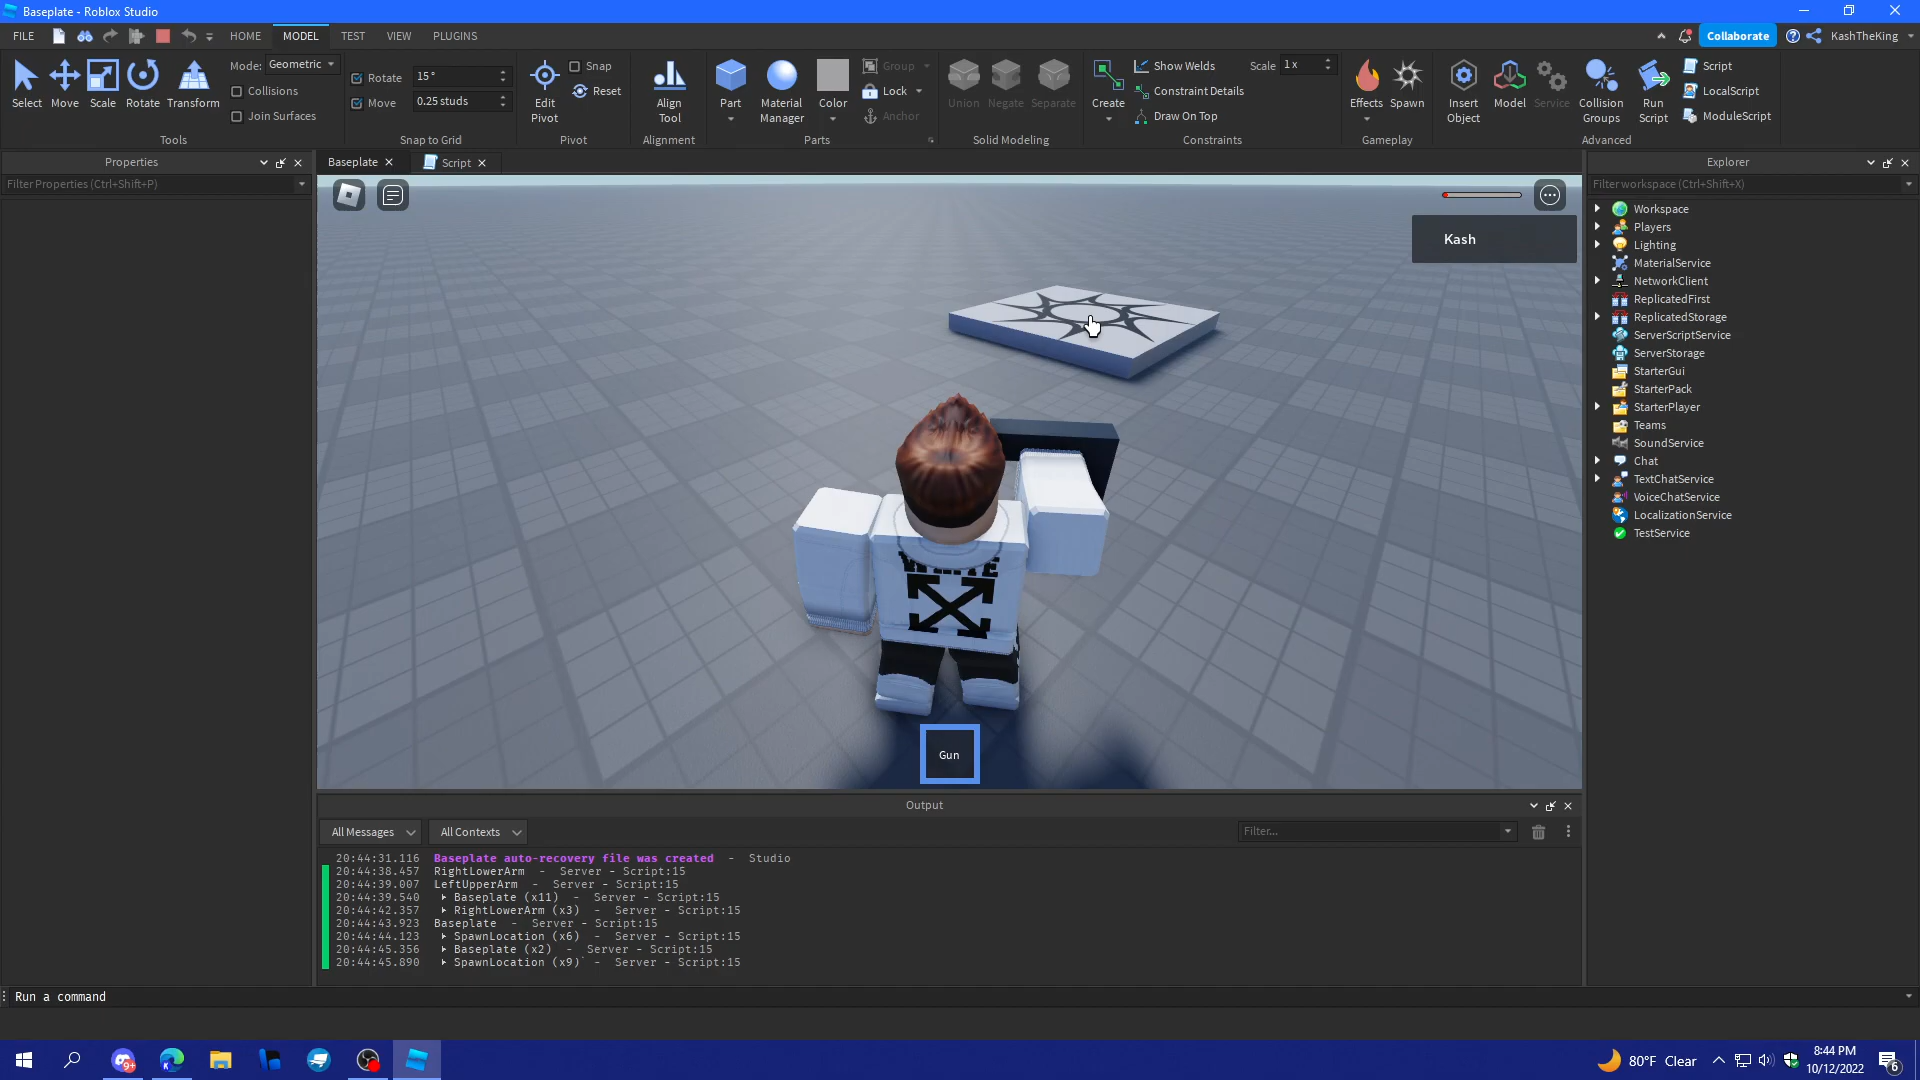 Baseplate - Roblox Studio
FILE
HOME
MODEL
TEST
VIEW
PLUGINS
Collaborate
KashTheKing
Select
Move
Scale
Rotate
Transform
Mode:
Geometric
Collisions
Join Surfaces
Tools
Rotate
15°
Move
0.25 studs
Snap to Grid
Edit
Pivot
Snap
Reset
Pivot
Align
Tool
Alignment
Part
Material
Manager
Color
Group
Lock
Anchor
Parts
Union
Negate
Separate
Solid Modeling
Create
Show Welds
Constraint Details
Draw On Top
Scale
1 x
Constraints
Effects
Spawn
Gameplay
Insert
Object
Model
Service
Collision
Groups
Run
Script
Script
LocalScript
ModuleScript
Advanced
Properties
Filter Properties (Ctrl+Shift+P)
Baseplate
Script
Kash
Gun
Explorer
Filter workspace (Ctrl+Shift+X)
Workspace
Players
Lighting
MaterialService
NetworkClient
ReplicatedFirst
ReplicatedStorage
ServerScriptService
ServerStorage
StarterGui
StarterPack
StarterPlayer
Teams
SoundService
Chat
TextChatService
VoiceChatService
LocalizationService
TestService
Output
All Messages
All Contexts
Filter...
20:44:31.116 Baseplate auto-recovery file was created - Studio
20:44:38.457 RightLowerArm - Server - Script:15
20:44:39.007 LeftUpperArm - Server - Script:15
20:44:39.540 Baseplate (x11) - Server - Script:15
20:44:42.357 RightLowerArm (x3) - Server - Script:15
20:44:43.923 Baseplate - Server - Script:15
20:44:44.123 SpawnLocation (x6) - Server - Script:15
20:44:45.356 Baseplate (x2) - Server - Script:15
20:44:45.890 SpawnLocation (x9) - Server - Script:15
Run a command
9+
80°F Clear
8:44 PM
10/12/2022
6